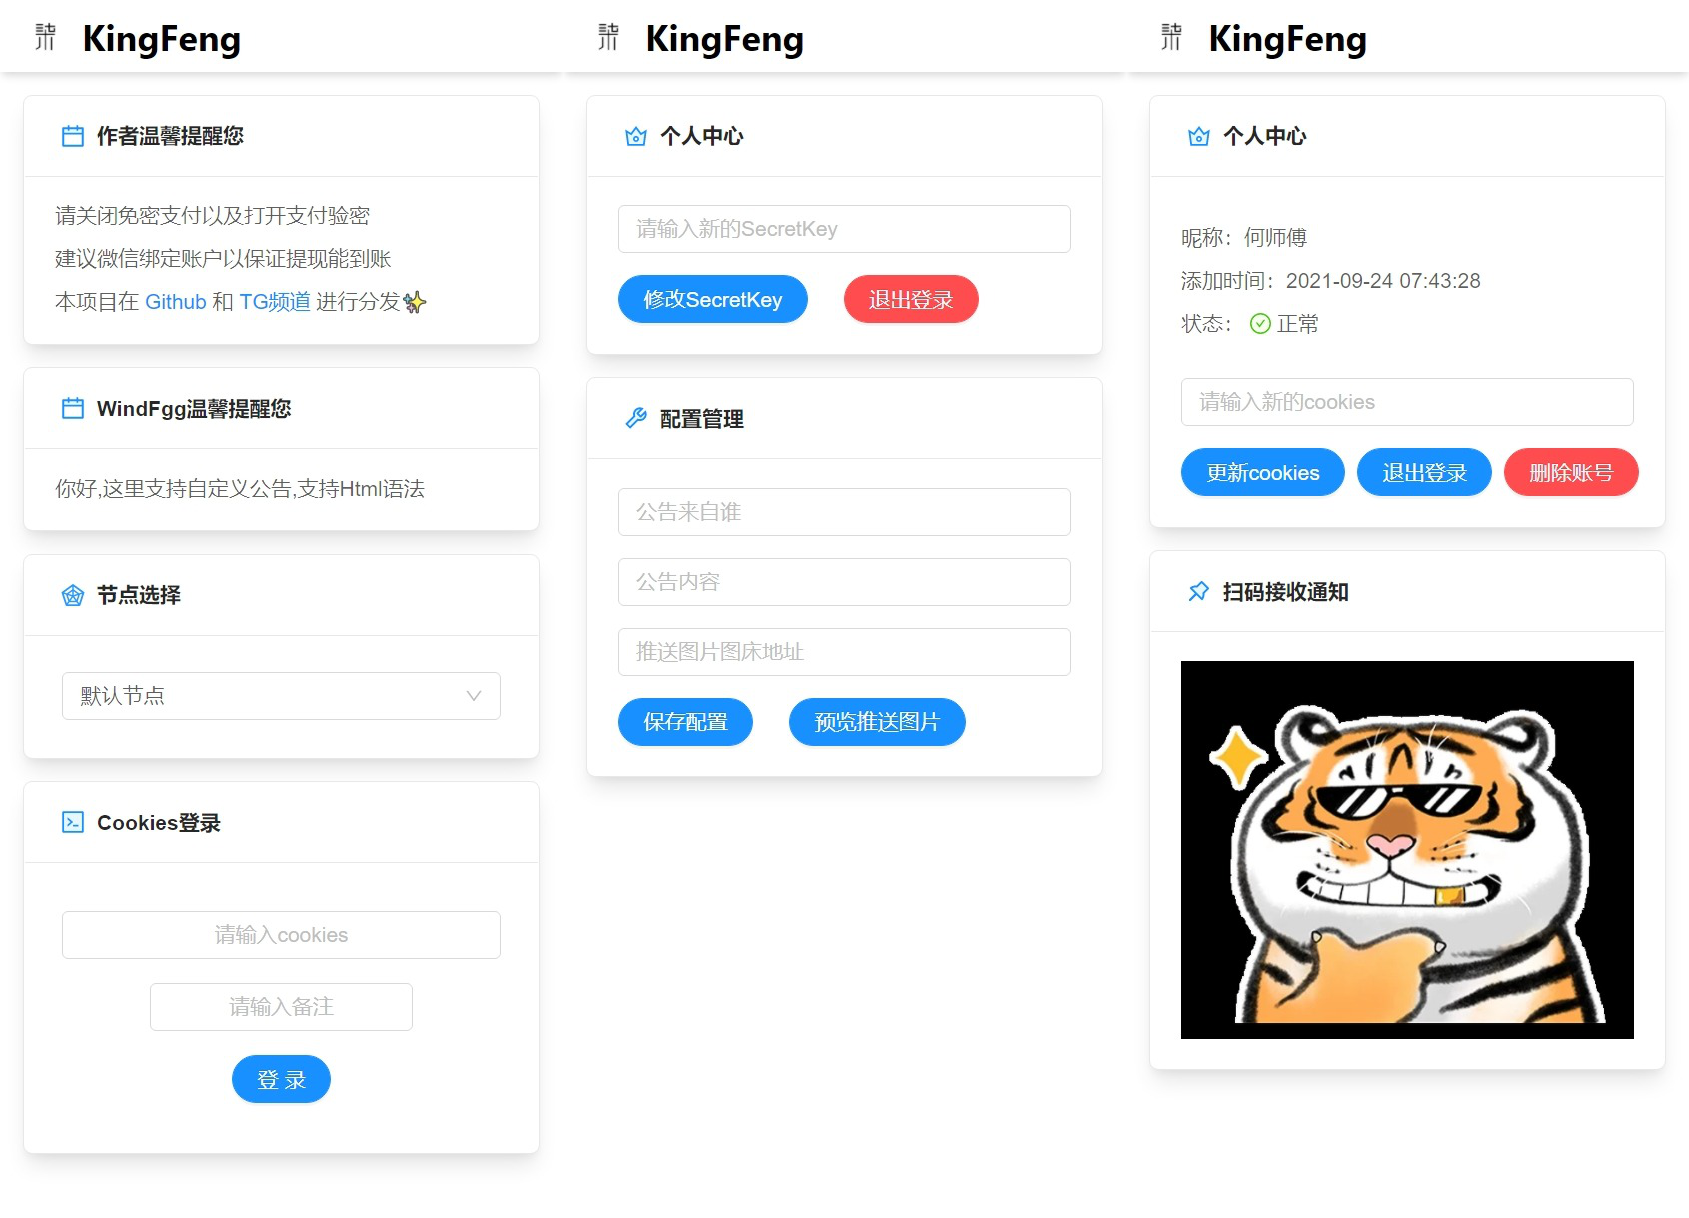 KingFeng
作者温馨提醒您
请关闭免密支付以及打开支付验密
建议微信绑定账户以保证提现能到账
本项目在 Github 和 TG频道 进行分发✨
WindFgg温馨提醒您
你好,这里支持自定义公告,支持Html语法
节点选择
默认节点
Cookies登录
请输入cookies
请输入备注
登 录
KingFeng
个人中心
请输入新的SecretKey
修改SecretKey 退出登录
配置管理
公告来自谁
公告内容
推送图片图床地址
保存配置 预览推送图片
KingFeng
个人中心
昵称：何师傅
添加时间：2021-09-24 07:43:28
状态： 正常
请输入新的cookies
更新cookies 退出登录 删除账号
扫码接收通知